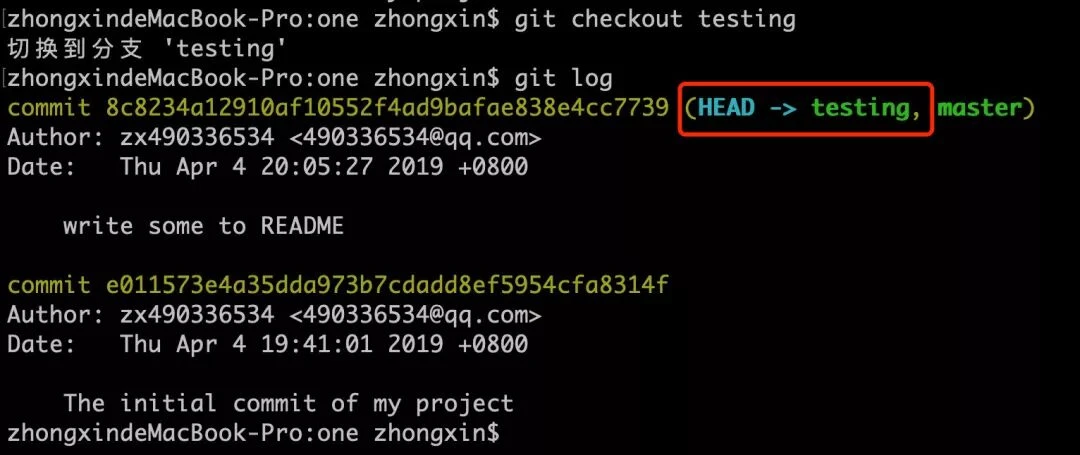 [zhongxindeMacBook-Pro:one zhongxin$ git checkout testing
切换到分支 'testing'
[zhongxindeMacBook-Pro:one zhongxin$ git log
commit 8c8234a12910af10552f4ad9bafae838e4cc7739 (HEAD -> testing, master)
Author: zx490336534 <490336534@qq.com>
Date:   Thu Apr 4 20:05:27 2019 +0800
    write some to README
commit e011573e4a35dda973b7cdadd8ef5954cfa8314f
Author: zx490336534 <490336534@qq.com>
Date:   Thu Apr 4 19:41:01 2019 +0800
    The initial commit of my project
zhongxindeMacBook-Pro:one zhongxin$